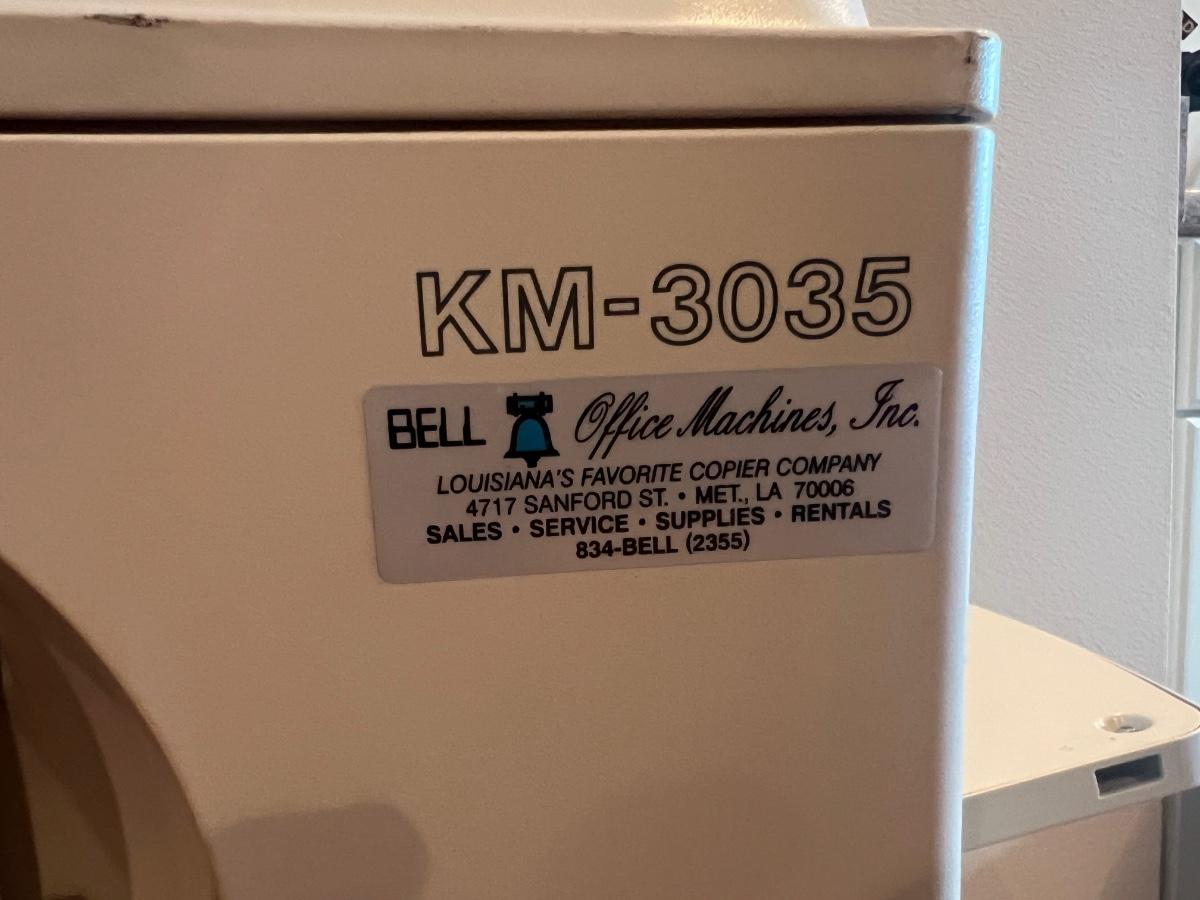 KM-3035
BELL Office Machines, Inc.
LOUISIANA'S FAVORITE COPIER COMPANY
4717 SANFORD ST. • MET., LA 70006
SALES • SERVICE • SUPPLIES • RENTALS
834-BELL (2355)